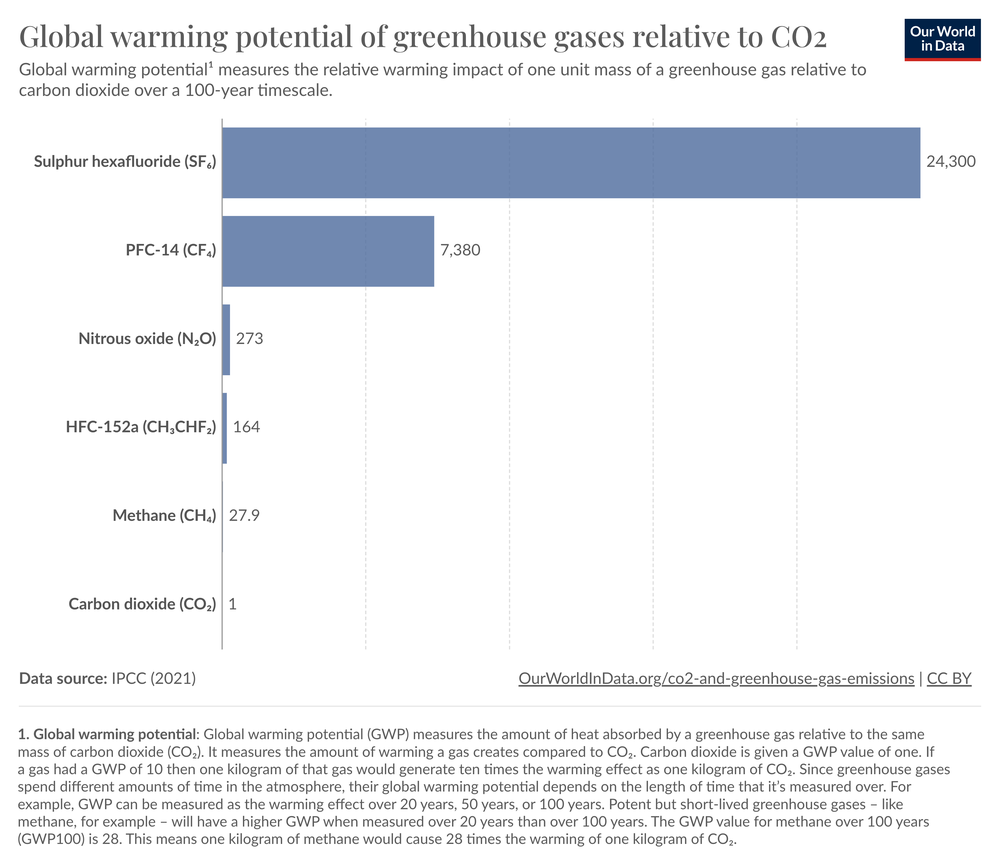 Global warming potential of greenhouse gases relative to CO2
Our World
in Data
Global warming potential¹ measures the relative warming impact of one unit mass of a greenhouse gas relative to
carbon dioxide over a 100-year timescale.
Sulphur hexafluoride (SF₆)
24,300
PFC-14 (CF₄)
7,380
Nitrous oxide (N₂O)
273
HFC-152a (CH₃CHF₂)
164
Methane (CH₄)
27.9
Carbon dioxide (CO₂)
1
Data source: IPCC (2021)
OurWorldInData.org/co2-and-greenhouse-gas-emissions | CC BY
1. Global warming potential: Global warming potential (GWP) measures the amount of heat absorbed by a greenhouse gas relative to the same
mass of carbon dioxide (CO₂). It measures the amount of warming a gas creates compared to CO₂. Carbon dioxide is given a GWP value of one. If
a gas had a GWP of 10 then one kilogram of that gas would generate ten times the warming effect as one kilogram of CO₂. Since greenhouse gases
spend different amounts of time in the atmosphere, their global warming potential depends on the length of time that it's measured over. For
example, GWP can be measured as the warming effect over 20 years, 50 years, or 100 years. Potent but short-lived greenhouse gases – like
methane, for example – will have a higher GWP when measured over 20 years than over 100 years. The GWP value for methane over 100 years
(GWP100) is 28. This means one kilogram of methane would cause 28 times the warming of one kilogram of CO₂.